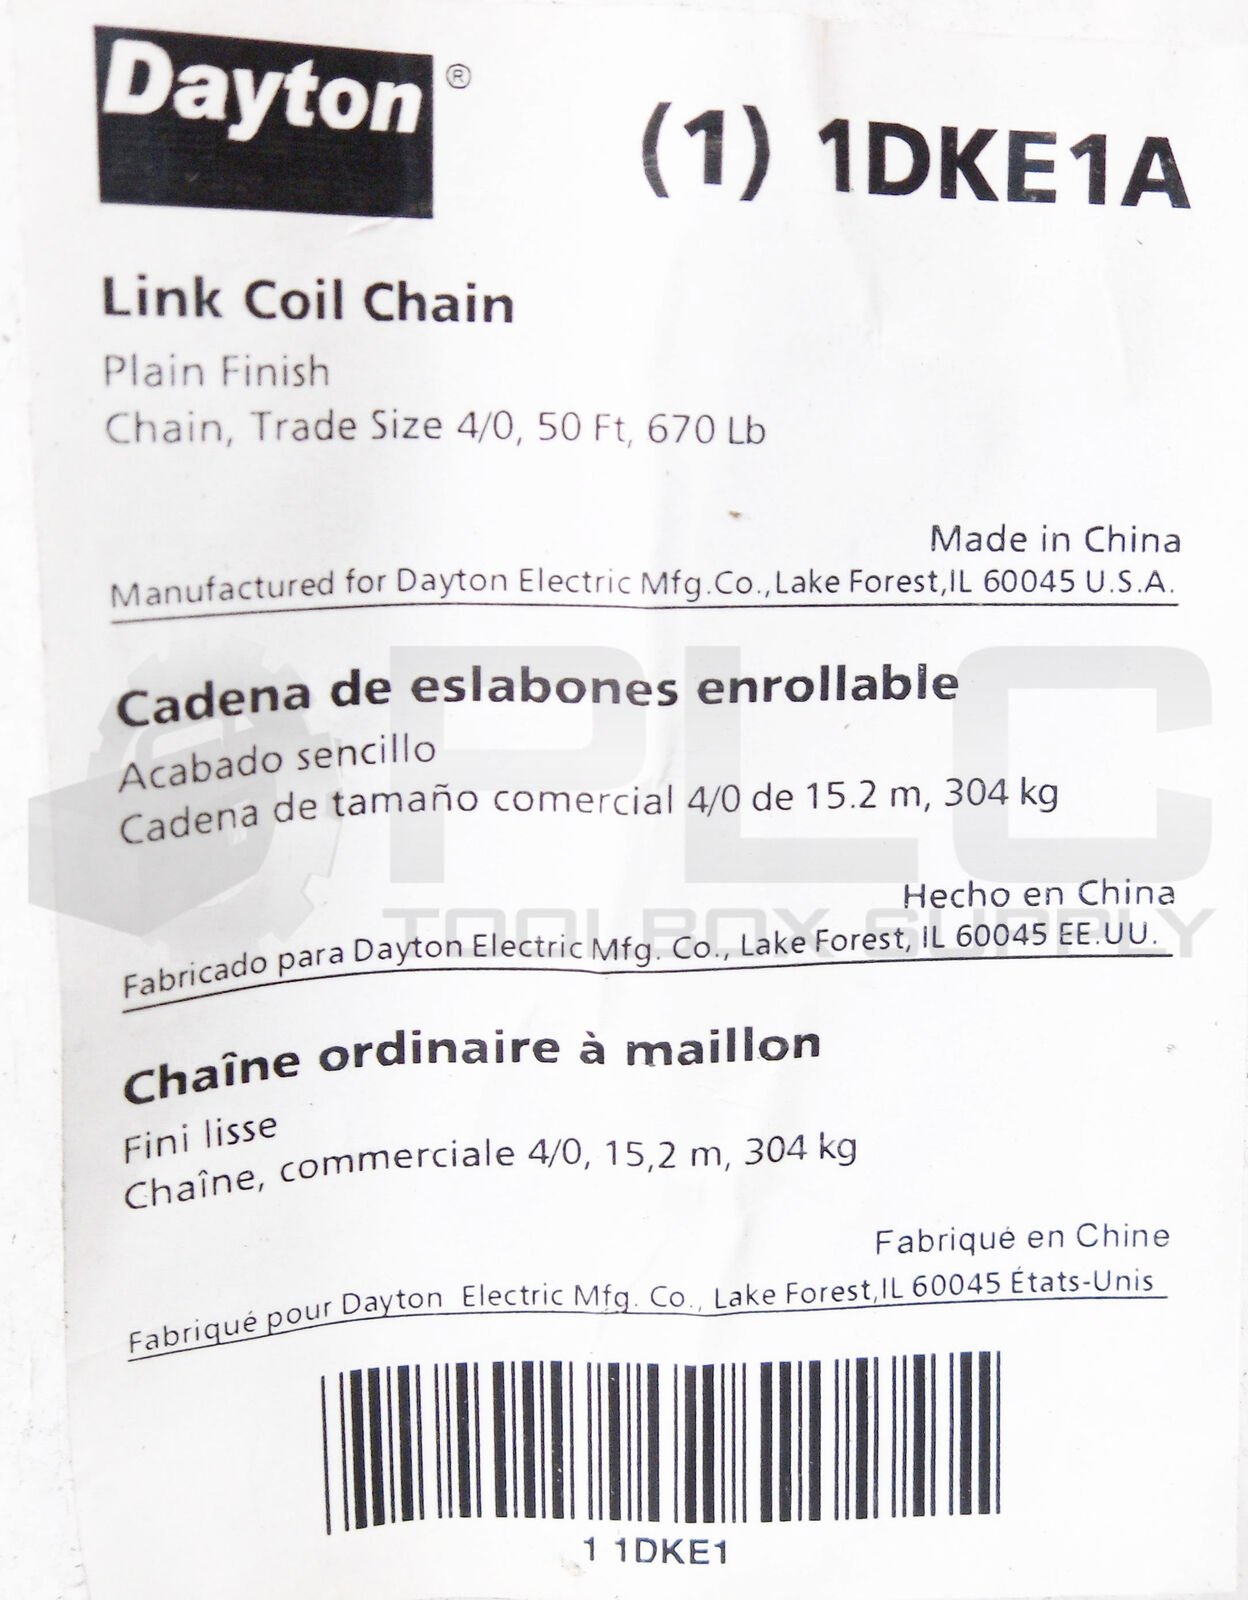 Dayton®
(1) 1DKE1A
Link Coil Chain
Plain Finish
Chain, Trade Size 4/0, 50 Ft, 670 Lb
Made in China
Manufactured for Dayton Electric Mfg.Co.,Lake Forest,IL 60045 U.S.A.
Cadena de eslabones enrollable
Acabado sencillo
Cadena de tamaño comercial 4/0 de 15.2 m, 304 kg
Hecho en China
Fabricado para Dayton Electric Mfg. Co., Lake Forest, IL 60045 EE.UU.
PLC
TOOLBOX SUPPLY
Chaîne ordinaire à maillon
Fini lisse
Chaîne, commerciale 4/0, 15,2 m, 304 kg
Fabriqué en Chine
Fabriqué pour Dayton Electric Mfg. Co., Lake Forest,IL 60045 États-Unis
1 1DKE1